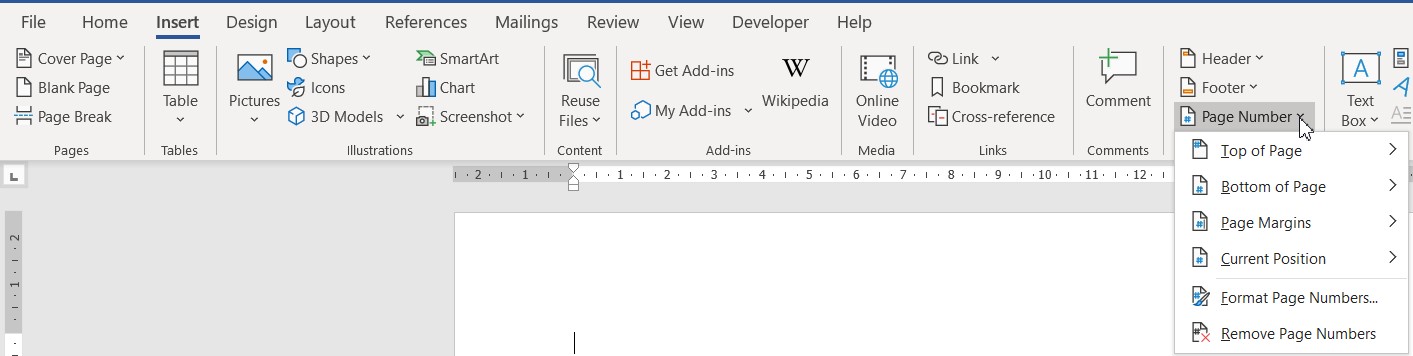 File Home Insert Design Layout References Mailings Review View Developer Help
Cover Page
Blank Page
Page Break
Pages
Table
Tables
Pictures
Shapes
Icons
3D Models
SmartArt
Chart
Screenshot
Illustrations
Reuse
Files
Content
Get Add-ins
My Add-ins
W
Wikipedia
Add-ins
Online
Video
Media
Link
Bookmark
Cross-reference
Links
Comment
Comments
Header
Footer
Page Number
A
Text
Box
Top of Page
Bottom of Page
Page Margins
Current Position
Format Page Numbers...
Remove Page Numbers
L
2 1 1 2 3 4 5 6 7 8 9 10 11 12
2
1